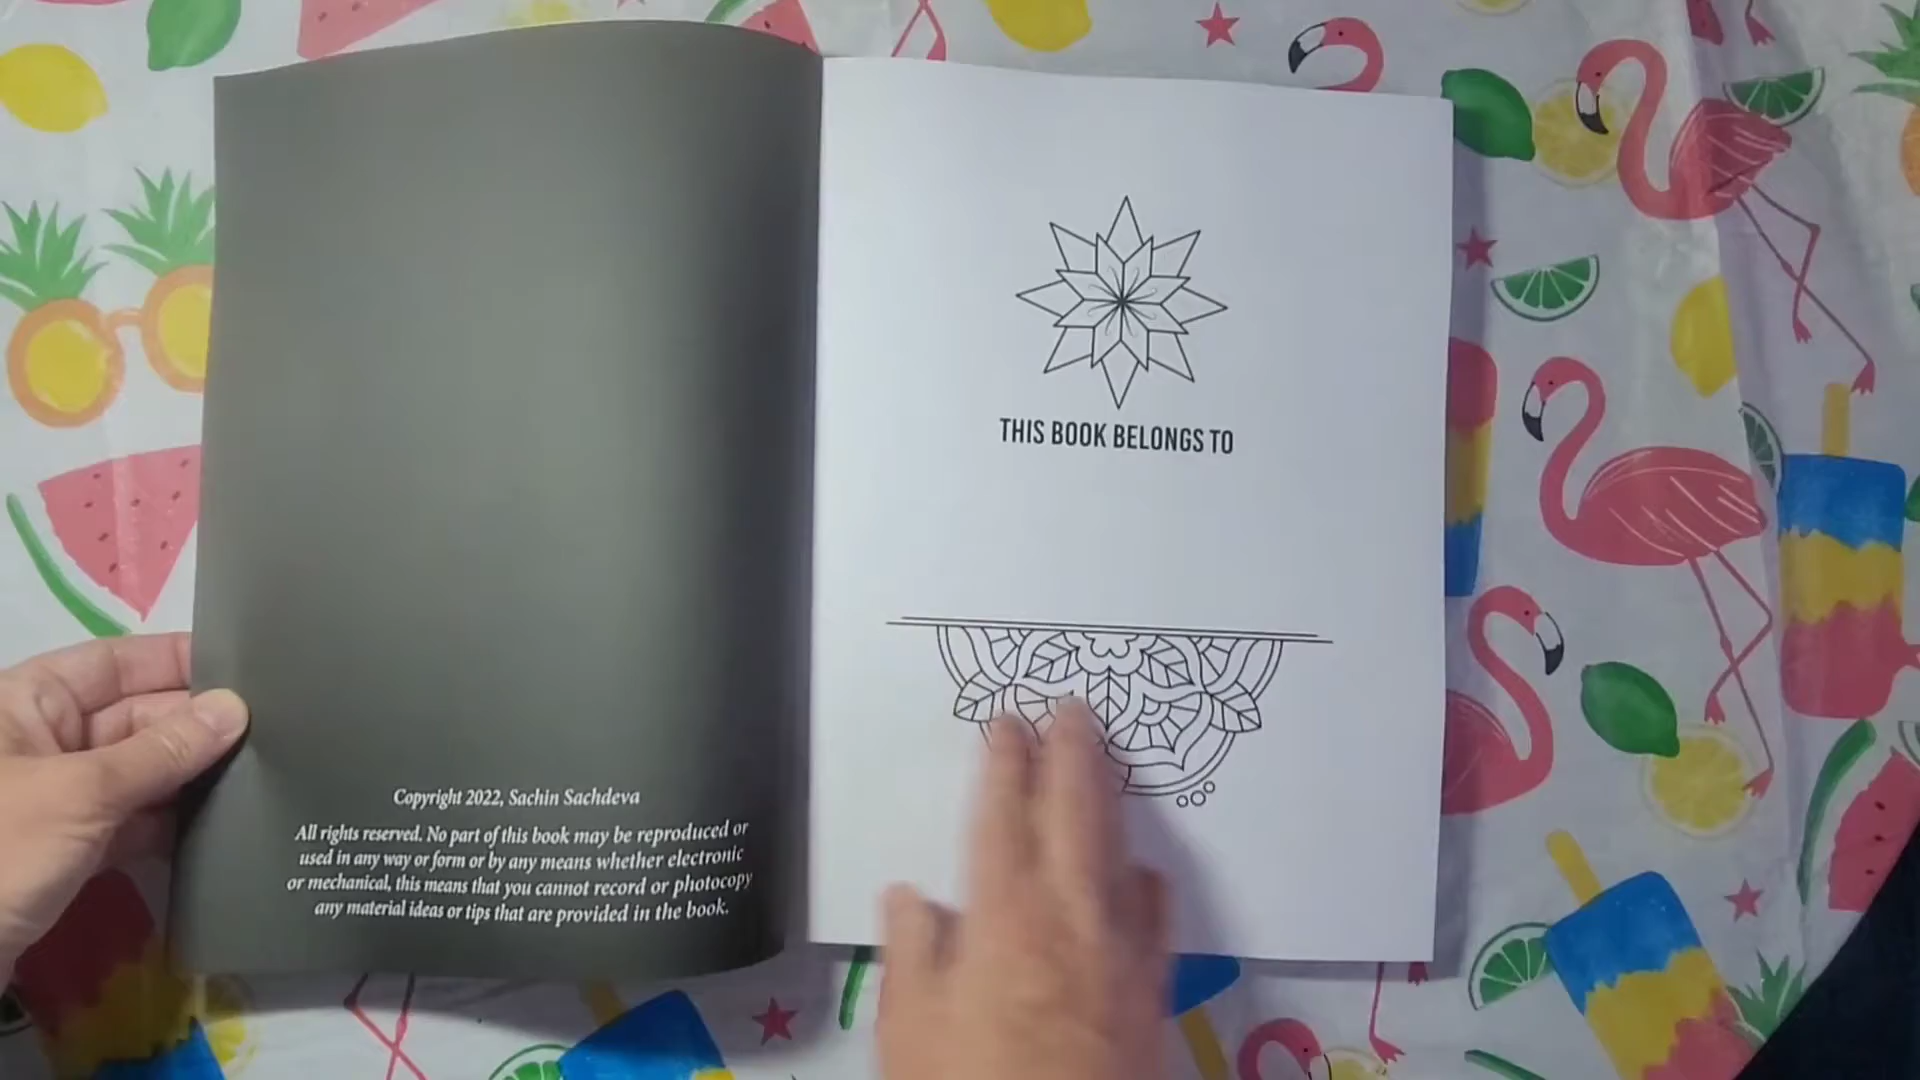 Copyright 2022, Sachin Sachdeva
All rights reserved. No part of this book may be reproduced or
used in any way or form or by any means whether electronic
or mechanical, this means that you cannot record or photocopy
any material ideas or tips that are provided in the book.
THIS BOOK BELONGS TO